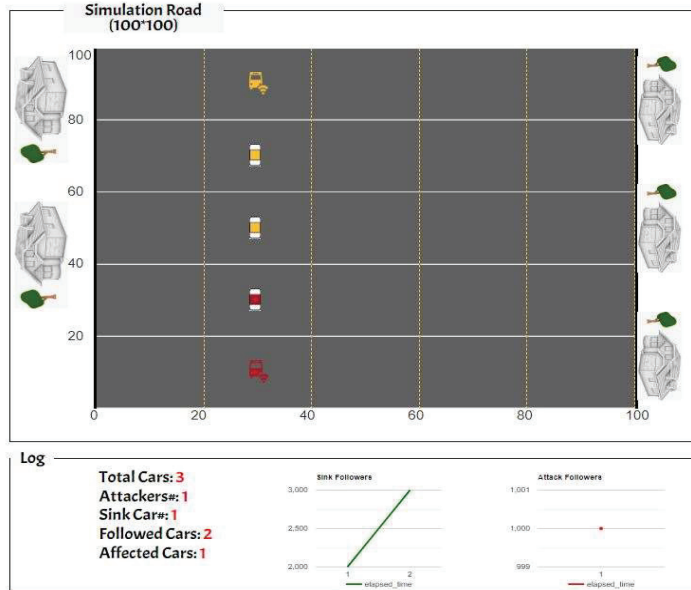 Simulation Road
(100*100)
100
80
60
40
20
0
20
40
60
80
100
Log
Total Cars: 3
Attackers#: 1
Sink Car#: 1
Followed Cars: 2
Affected Cars: 1
Sink Followers
3,000
2,500
2,000
1
2
elapsed_time
Attack Followers
1,001
1,000
999
1
elapsed_time